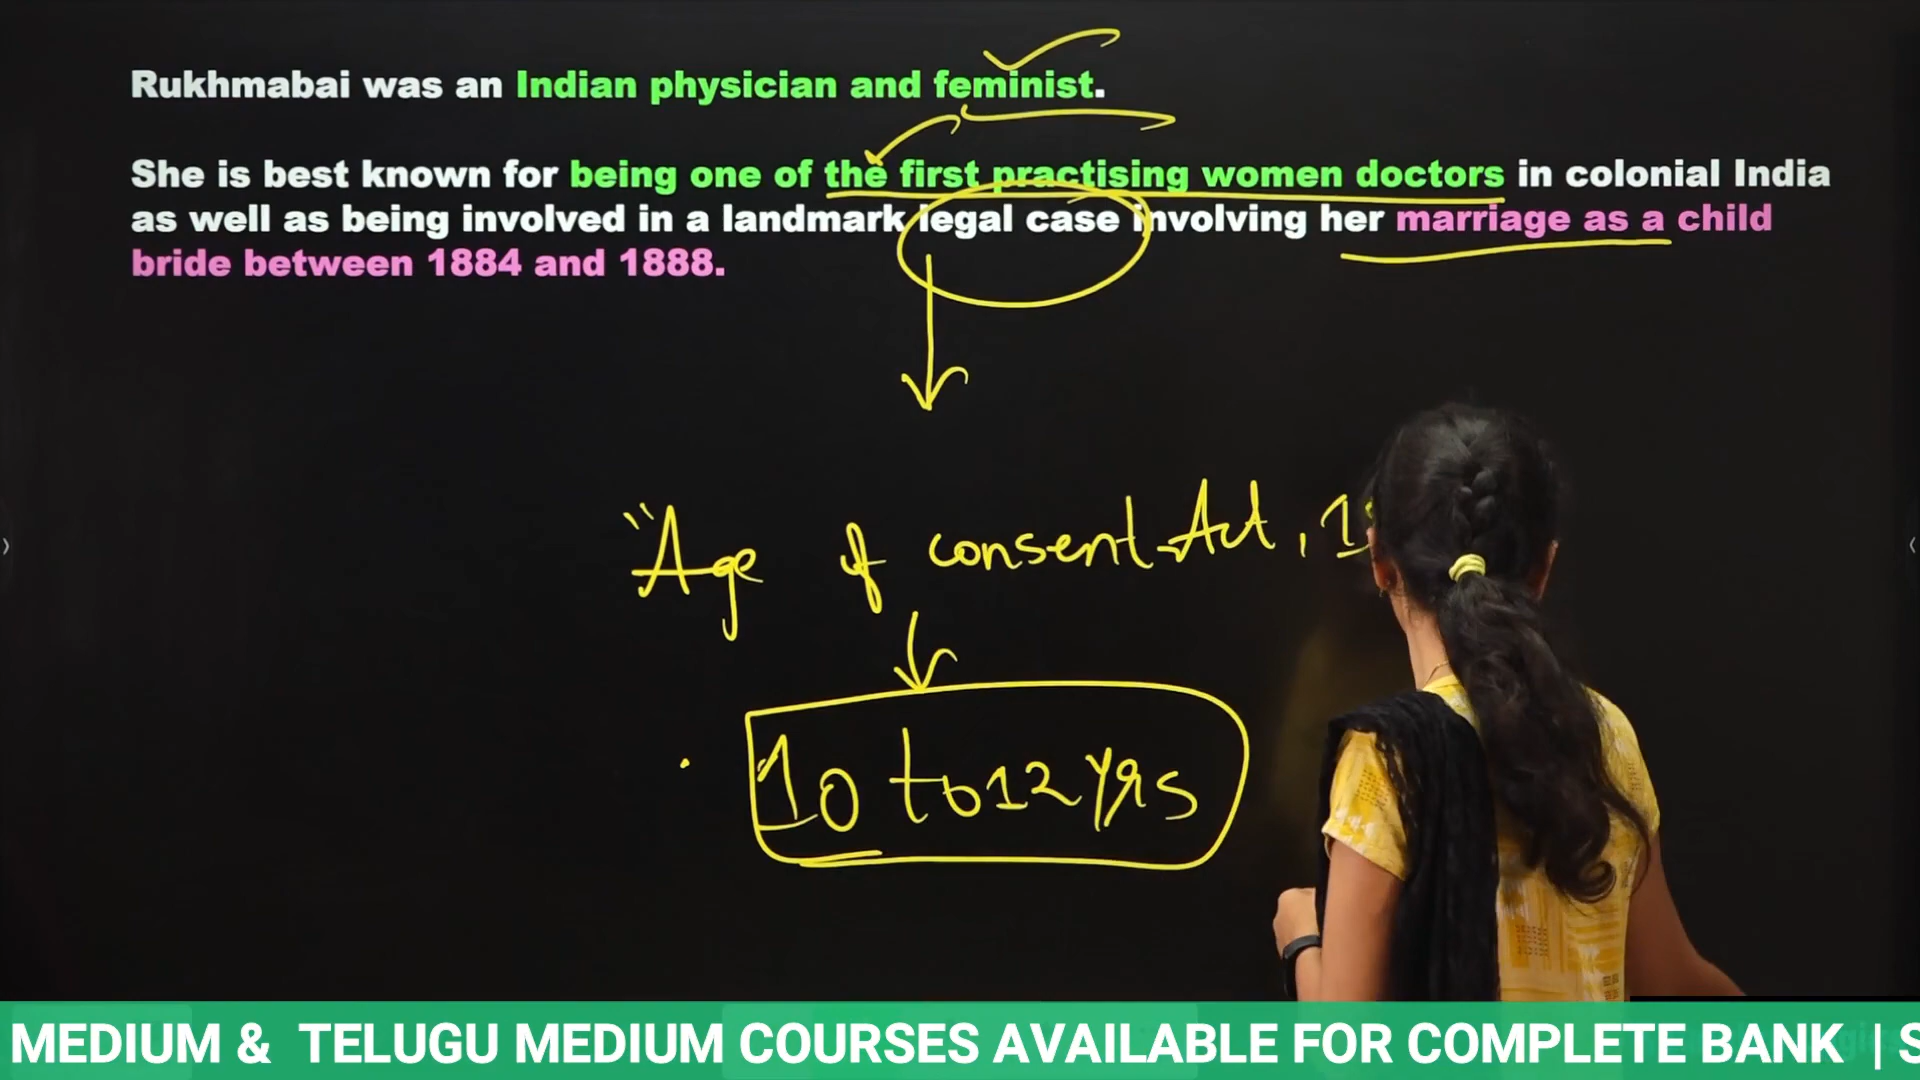 Rukhmabai was an Indian physician and feminist.
She is best known for being one of the first practising women doctors in colonial India
as well as being involved in a landmark legal case involving her marriage as a child
bride between 1884 and 1888.
"Age of consent Act, 1
10 to 12 yrs
MEDIUM & TELUGU MEDIUM COURSES AVAILABLE FOR COMPLETE BANK | S